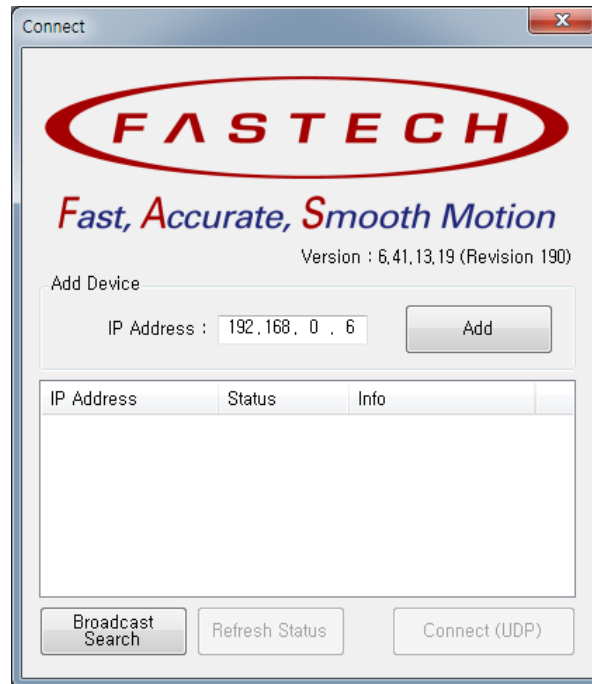 Connect
FASTECH
Fast, Accurate, Smooth Motion
Version : 6,41,13,19 (Revision 190)
Add Device
IP Address : 192,168, 0 , 6 Add
IP Address Status Info
Broadcast Search Refresh Status Connect (UDP)